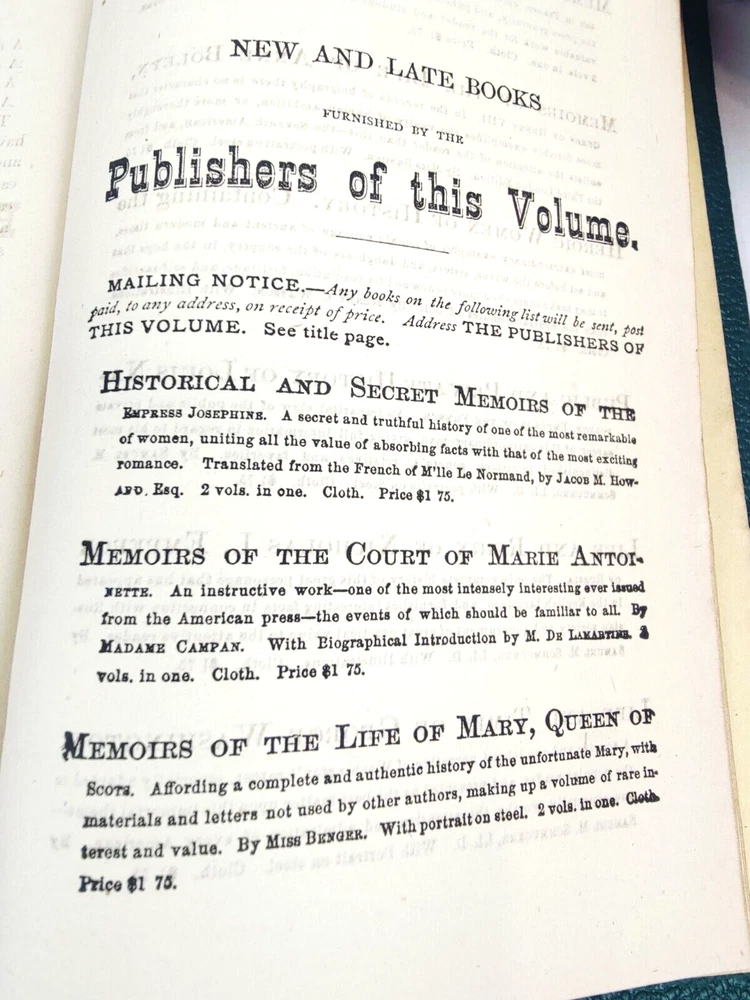 NEW AND LATE BOOKS
FURNISHED BY THE
Publishers of this Volume.
MAILING NOTICE.—Any books on the following list will be sent, post
paid, to any address, on receipt of price. Address THE PUBLISHERS OF
THIS VOLUME. See title page.
HISTORICAL AND SECRET MEMOIRS OF THE
EMPRESS JOSEPHINE. A secret and truthful history of one of the most remarkable
of women, uniting all the value of absorbing facts with that of the most exciting
romance. Translated from the French of M'lle Le Normand, by JACOB M. HOW-
ARD, Esq. 2 vols. in one. Cloth. Price $1 75.
MEMOIRS OF THE COURT OF MARIE ANTOI-
NETTE. An instructive work—one of the most intensely interesting ever issued
from the American press—the events of which should be familiar to all. By
MADAME CAMPAN. With Biographical Introduction by M. DE LAMARTINE. 2
vols. in one. Cloth. Price $1 75.
MEMOIRS OF THE LIFE OF MARY, QUEEN OF
SCOTS. Affording a complete and authentic history of the unfortunate Mary, with
materials and letters not used by other authors, making up a volume of rare in-
terest and value. By MISS BENGER. With portrait on steel. 2 vols. in one. Cloth.
Price $1 75.